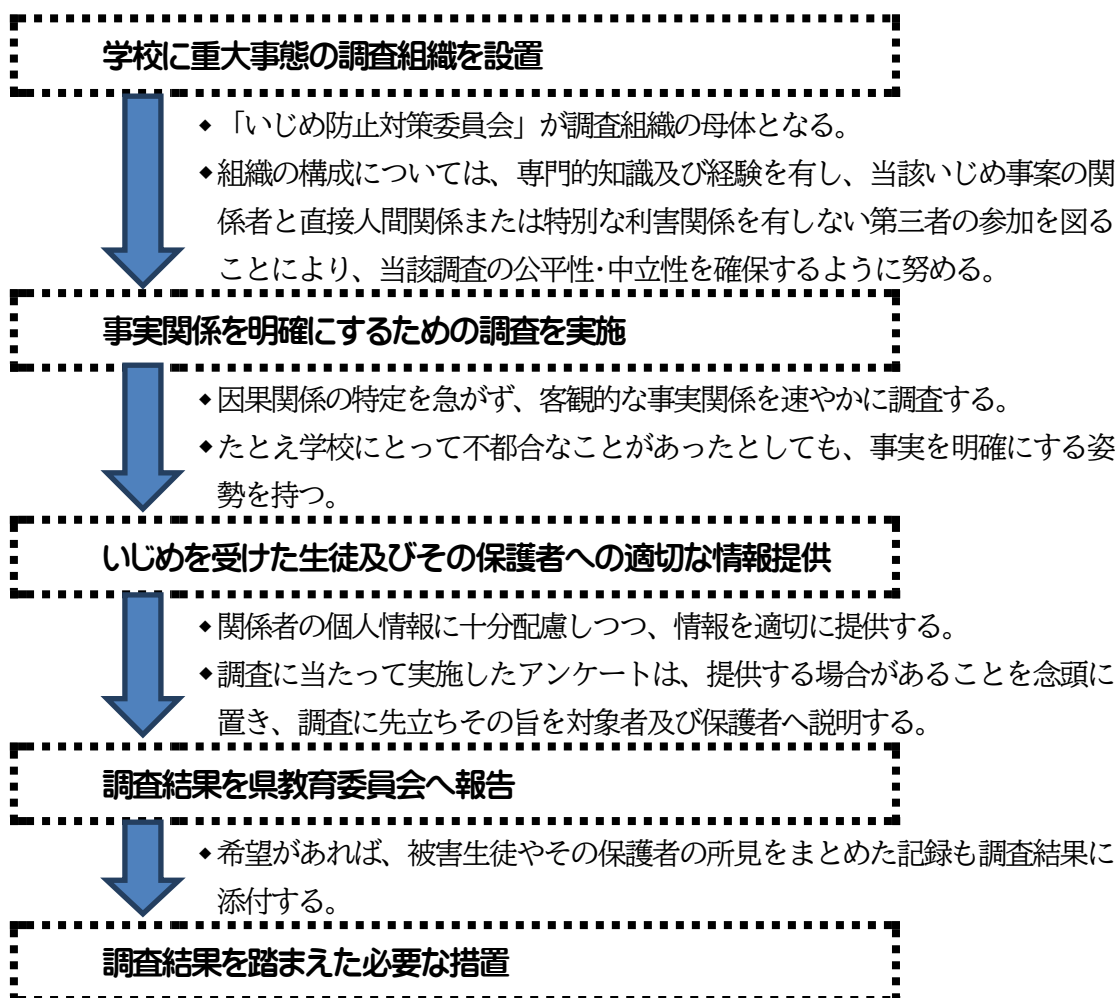 学校に重大事態の調査組織を設置
◆「いじめ防止対策委員会」が調査組織の母体となる。
◆組織の構成については、専門的知識及び経験を有し、当該いじめ事案の関
係者と直接人間関係または特別な利害関係を有しない第三者の参加を図る
ことにより、当該調査の公平性・中立性を確保するように努める。
事実関係を明確にするための調査を実施
◆因果関係の特定を急がず、客観的な事実関係を速やかに調査する。
◆たとえ学校にとって不都合なことがあったとしても、事実を明確にする姿
勢を持つ。
いじめを受けた生徒及びその保護者への適切な情報提供
◆関係者の個人情報に十分配慮しつつ、情報を適切に提供する。
◆調査に当たって実施したアンケートは、提供する場合があることを念頭に
置き、調査に先立ちその旨を対象者及び保護者へ説明する。
調査結果を県教育委員会へ報告
◆希望があれば、被害生徒やその保護者の所見をまとめた記録も調査結果に
添付する。
調査結果を踏まえた必要な措置